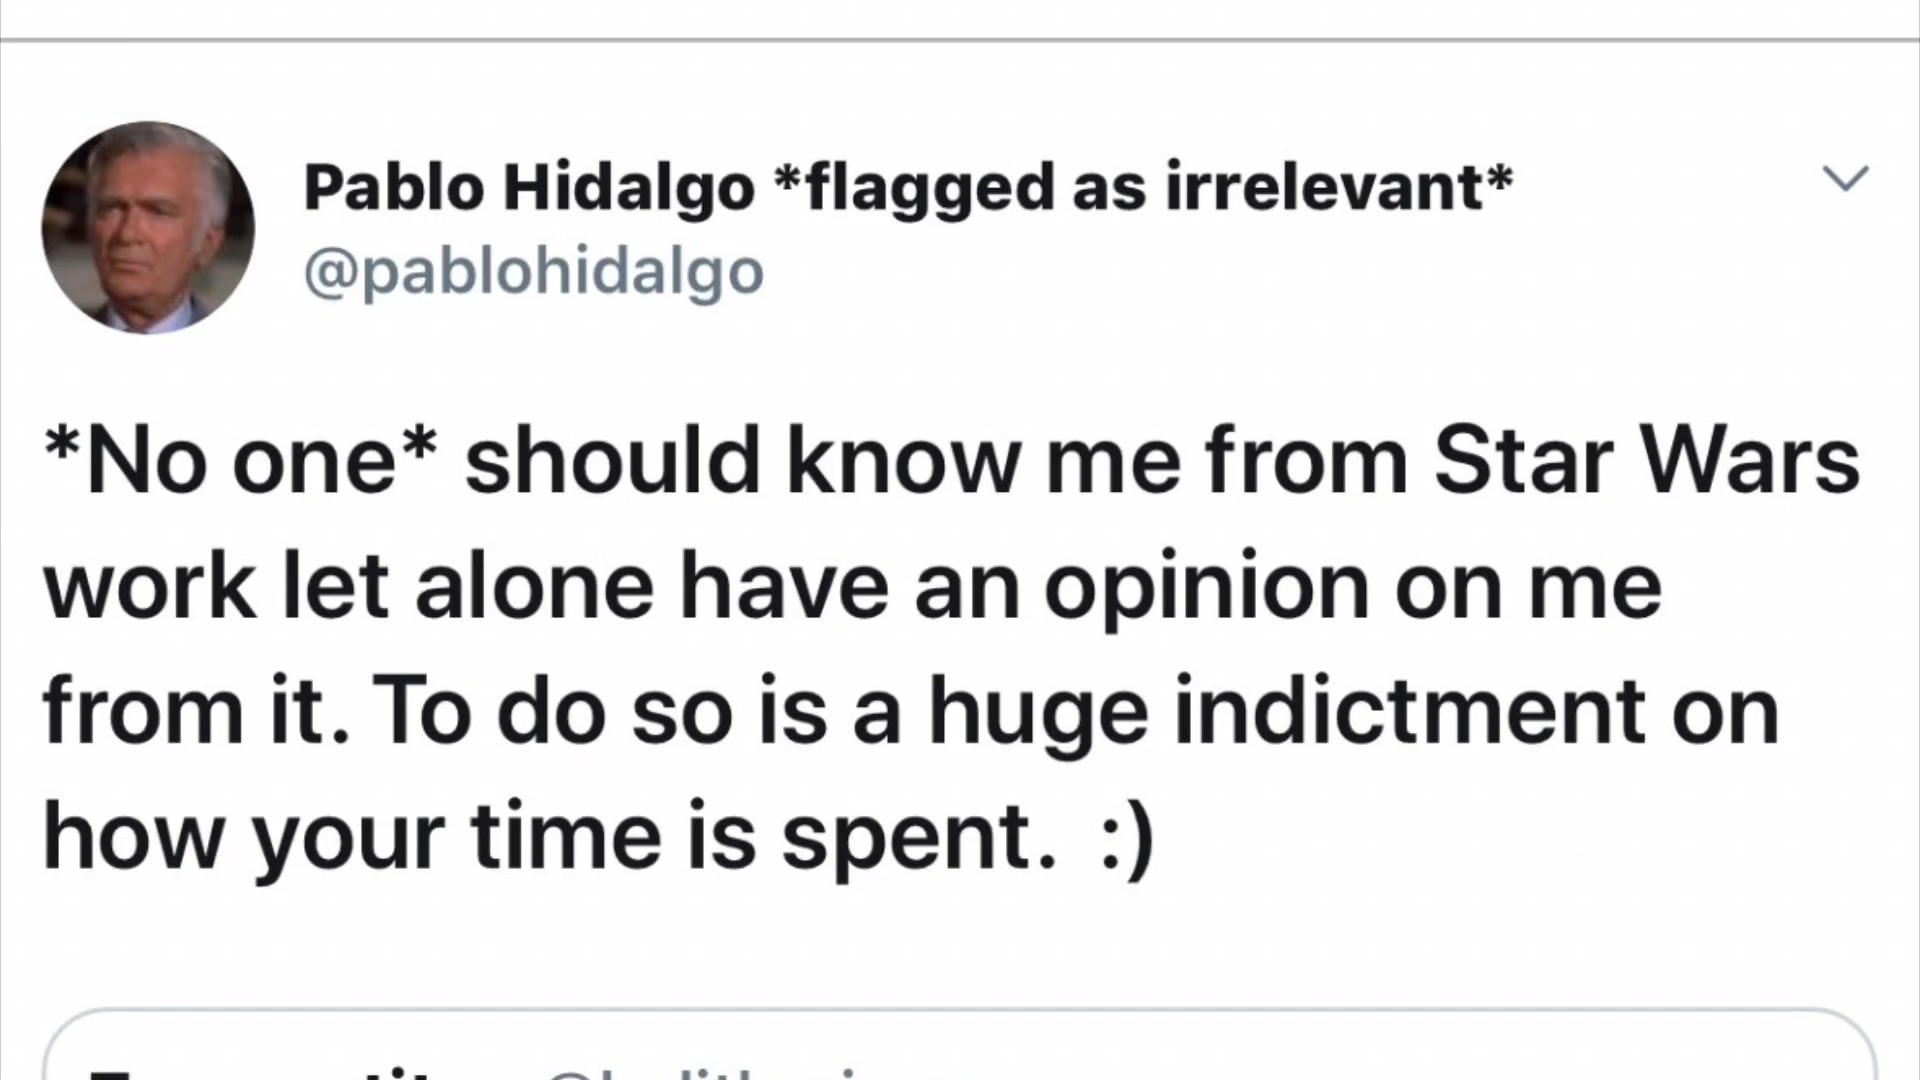 Pablo Hidalgo *flagged as irrelevant*
@pablohidalgo
*No one* should know me from Star Wars
work let alone have an opinion on me
from it. To do so is a huge indictment on
how your time is spent. :)